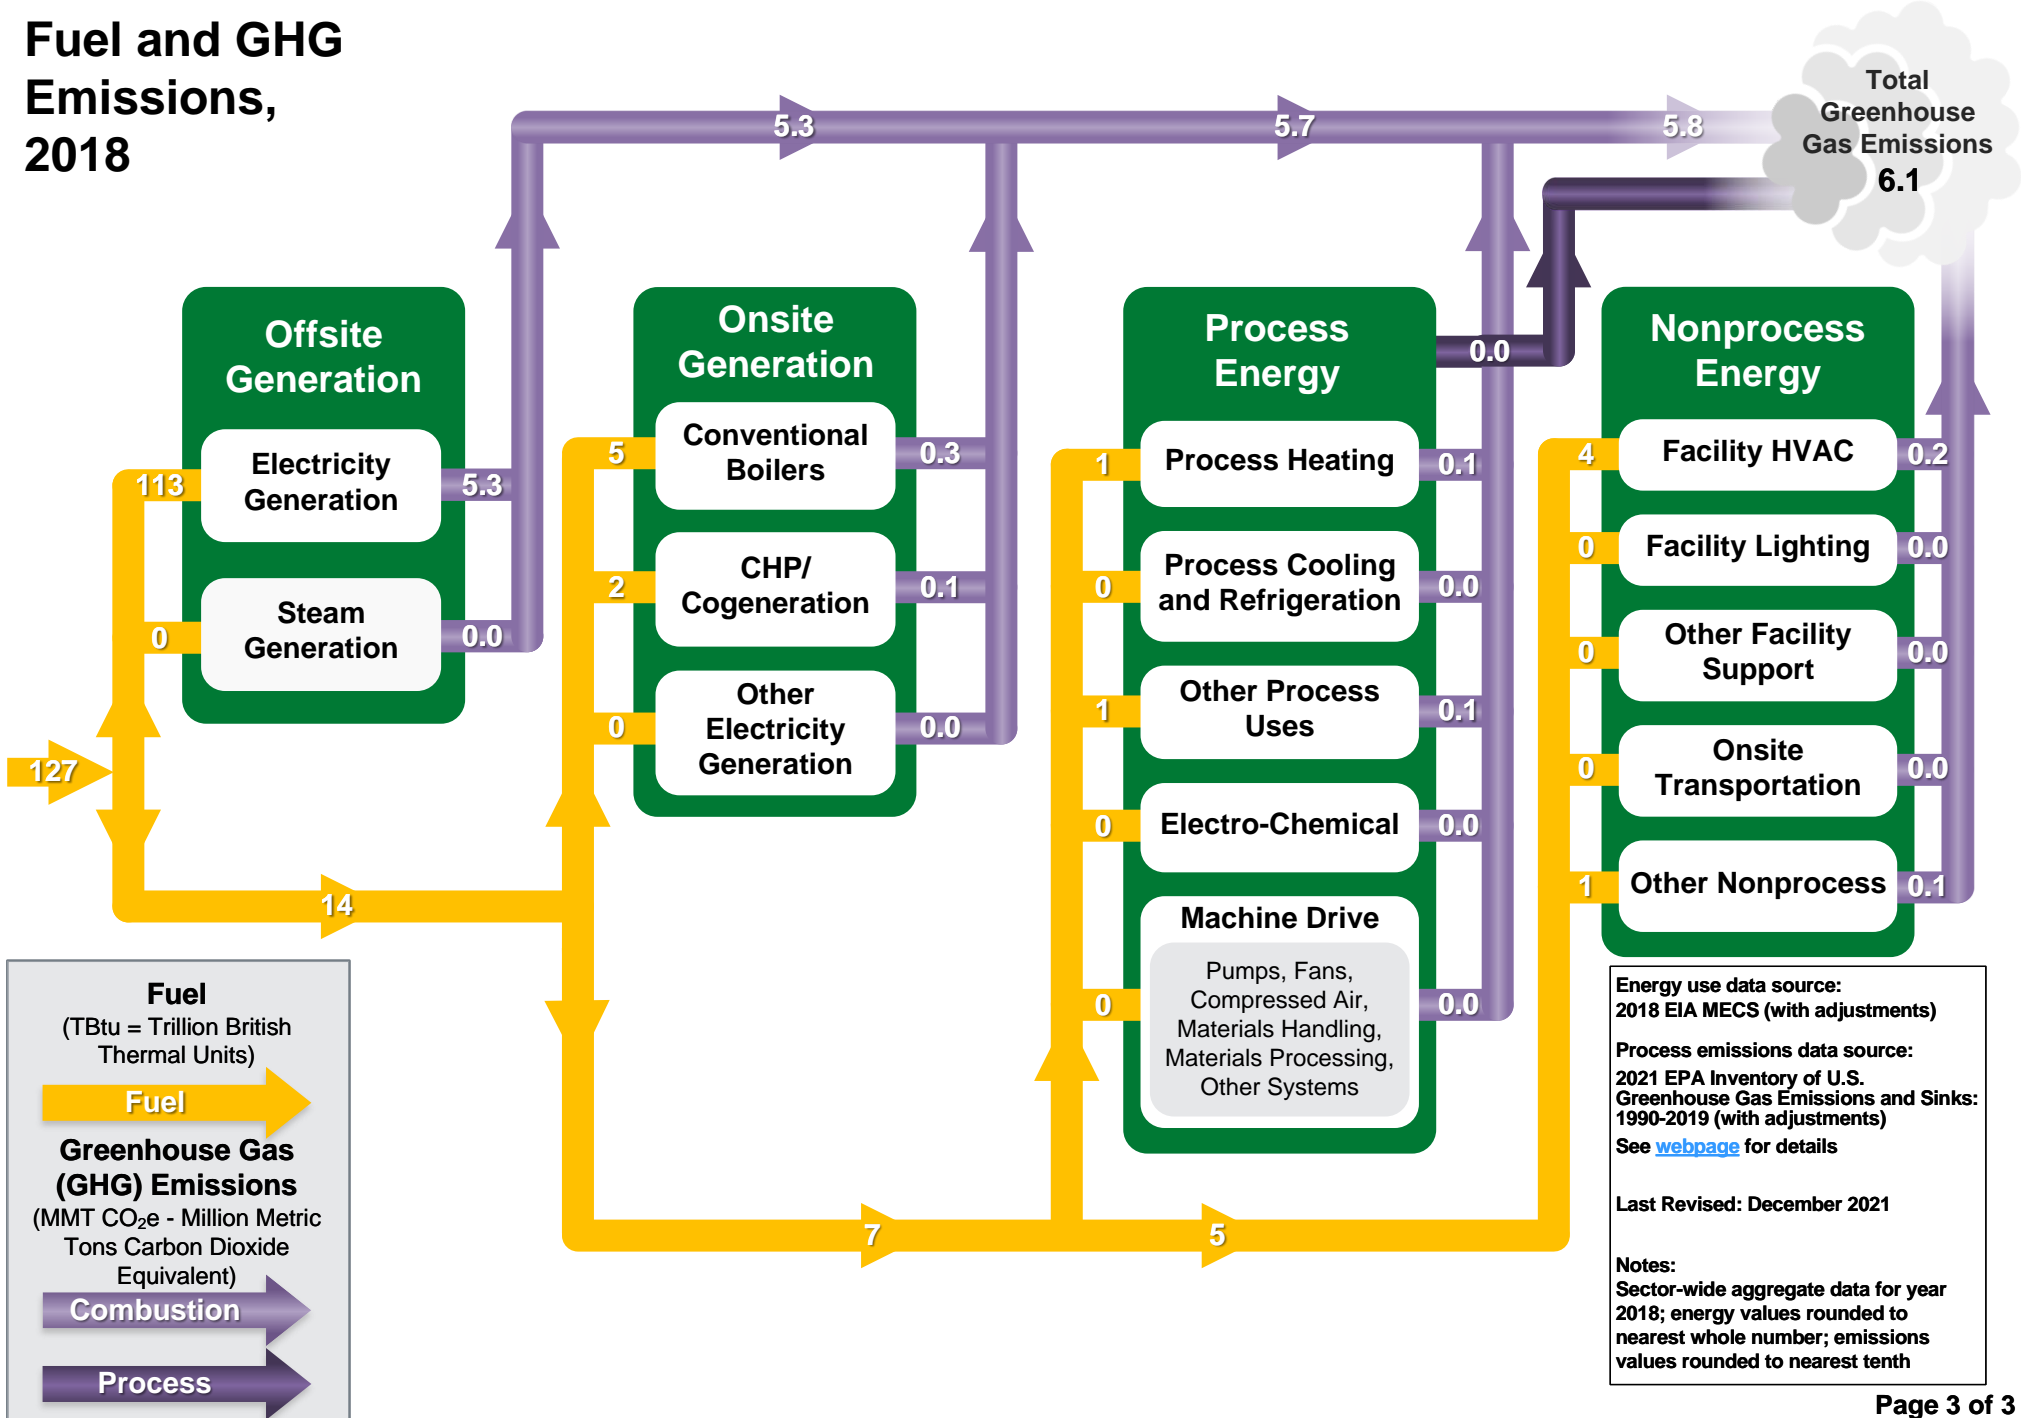 Fuel and GHG
Emissions,
2018
Total
Greenhouse
Gas Emissions
6.1
5.3
5.7
5.8
Offsite
Generation
113
Electricity
Generation
5.3
0
Steam
Generation
0.0
127
14
Onsite
Generation
5
Conventional
Boilers
0.3
2
CHP/
Cogeneration
0.1
0
Other
Electricity
Generation
0.0
7
5
Process
Energy
0.0
1
Process Heating
0.1
0
Process Cooling
and Refrigeration
0.0
1
Other Process
Uses
0.1
0
Electro-Chemical
0.0
Machine Drive
0
Pumps, Fans,
Compressed Air,
Materials Handling,
Materials Processing,
Other Systems
0.0
Nonprocess
Energy
4
Facility HVAC
0.2
0
Facility Lighting
0.0
0
Other Facility
Support
0.0
0
Onsite
Transportation
0.0
1
Other Nonprocess
0.1
Fuel
(TBtu = Trillion British
Thermal Units)
Fuel
Greenhouse Gas
(GHG) Emissions
(MMT CO₂e - Million Metric
Tons Carbon Dioxide
Equivalent)
Combustion
Process
Energy use data source:
2018 EIA MECS (with adjustments)
Process emissions data source:
2021 EPA Inventory of U.S.
Greenhouse Gas Emissions and Sinks:
1990-2019 (with adjustments)
See webpage for details
Last Revised: December 2021
Notes:
Sector-wide aggregate data for year
2018; energy values rounded to
nearest whole number; emissions
values rounded to nearest tenth
Page 3 of 3